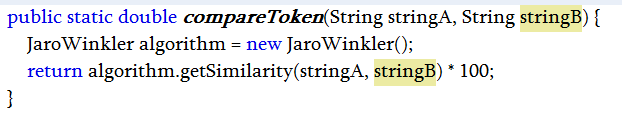 public static double compareToken(String stringA, String stringB) {
JaroWinkler algorithm = new JaroWinkler();
return algorithm.getSimilarity(stringA, stringB) * 100;
}